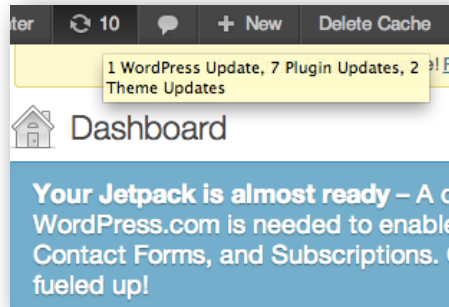 ter 10 + New Delete Cache
1 WordPress Update, 7 Plugin Updates, 2
Theme Updates
Dashboard
Your Jetpack is almost ready – A
WordPress.com is needed to enable
Contact Forms, and Subscriptions.
fueled up!